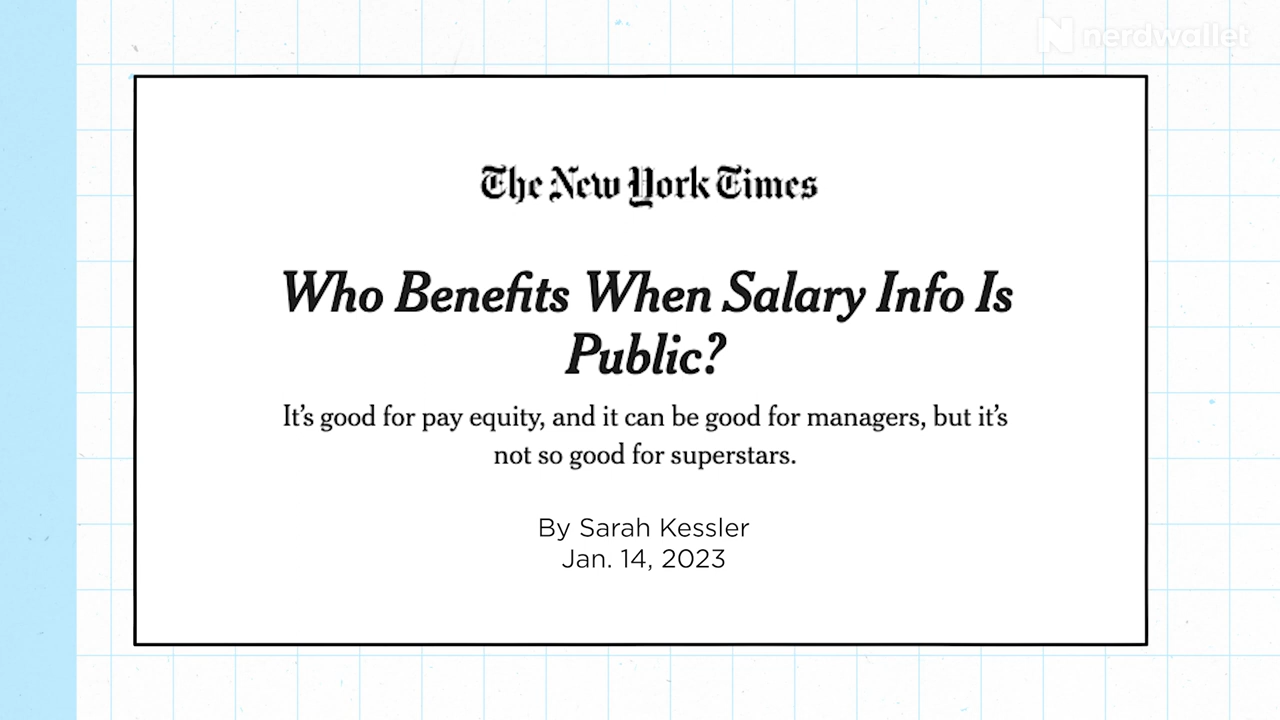 nerdwallet
The New York Times
Who Benefits When Salary Info Is
Public?
It’s good for pay equity, and it can be good for managers, but it’s
not so good for superstars.
By Sarah Kessler
Jan. 14, 2023